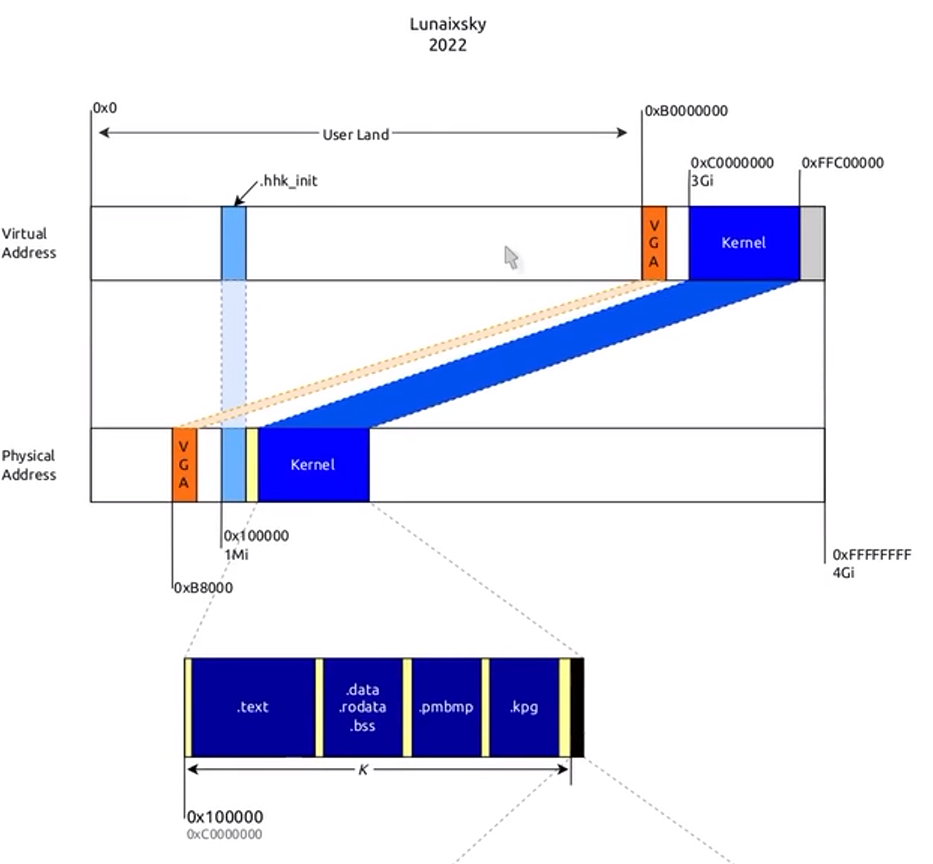 Lunaixsky
2022
0x0
User Land
0xB0000000
0xC0000000
3Gi
0xFFC00000
.hhk_init
Virtual
Address
V
G
A
Kernel
Physical
Address
V
G
A
Kernel
0x100000
1Mi
0xB8000
0xFFFFFFFF
4Gi
.text
.data
.rodata
.bss
.pmbmp
.kpg
K
0x100000
0xC0000000